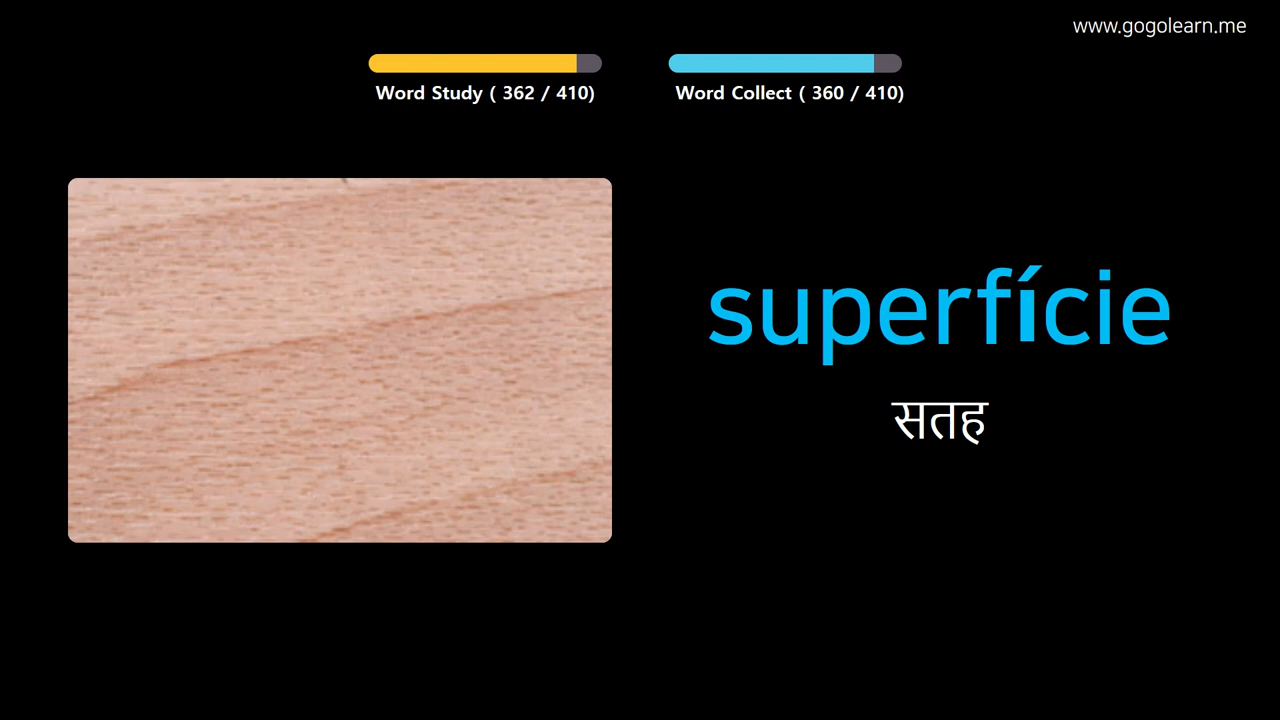 www.gogolearn.me
Word Study ( 362 / 410)
Word Collect ( 360 / 410)
superfície
सतह